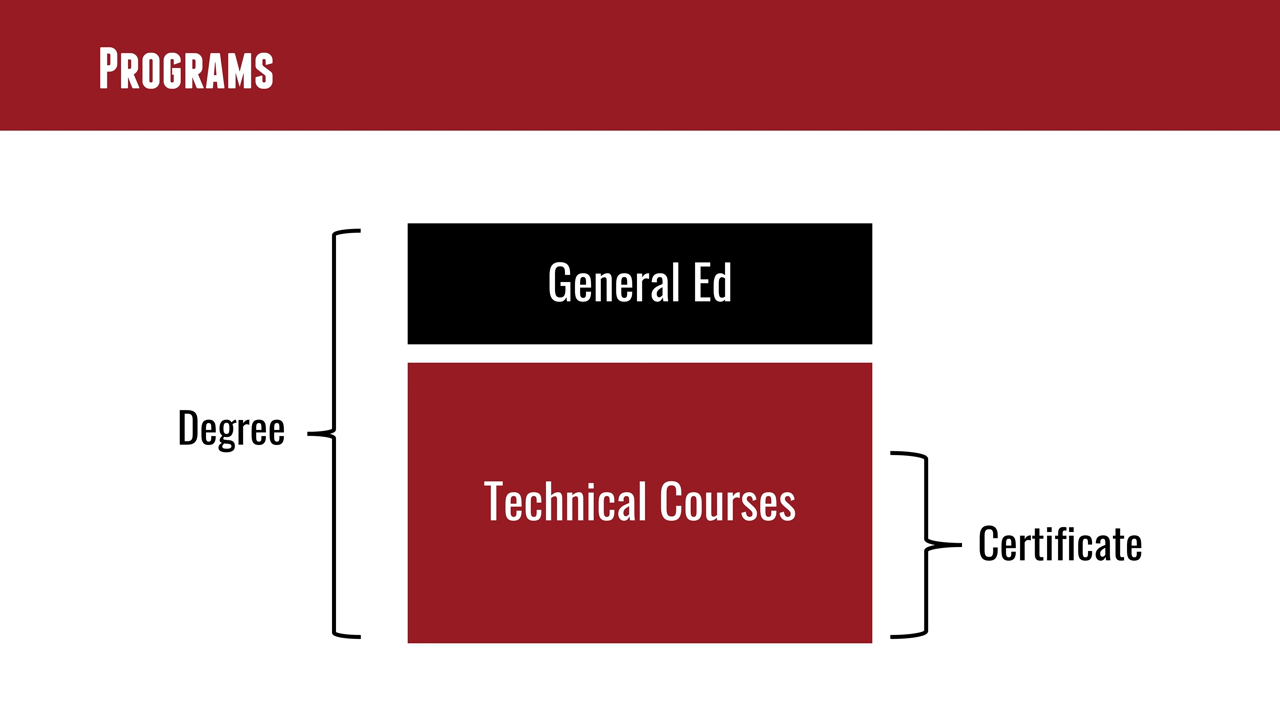 Programs
General Ed
Degree
Technical Courses
Certificate